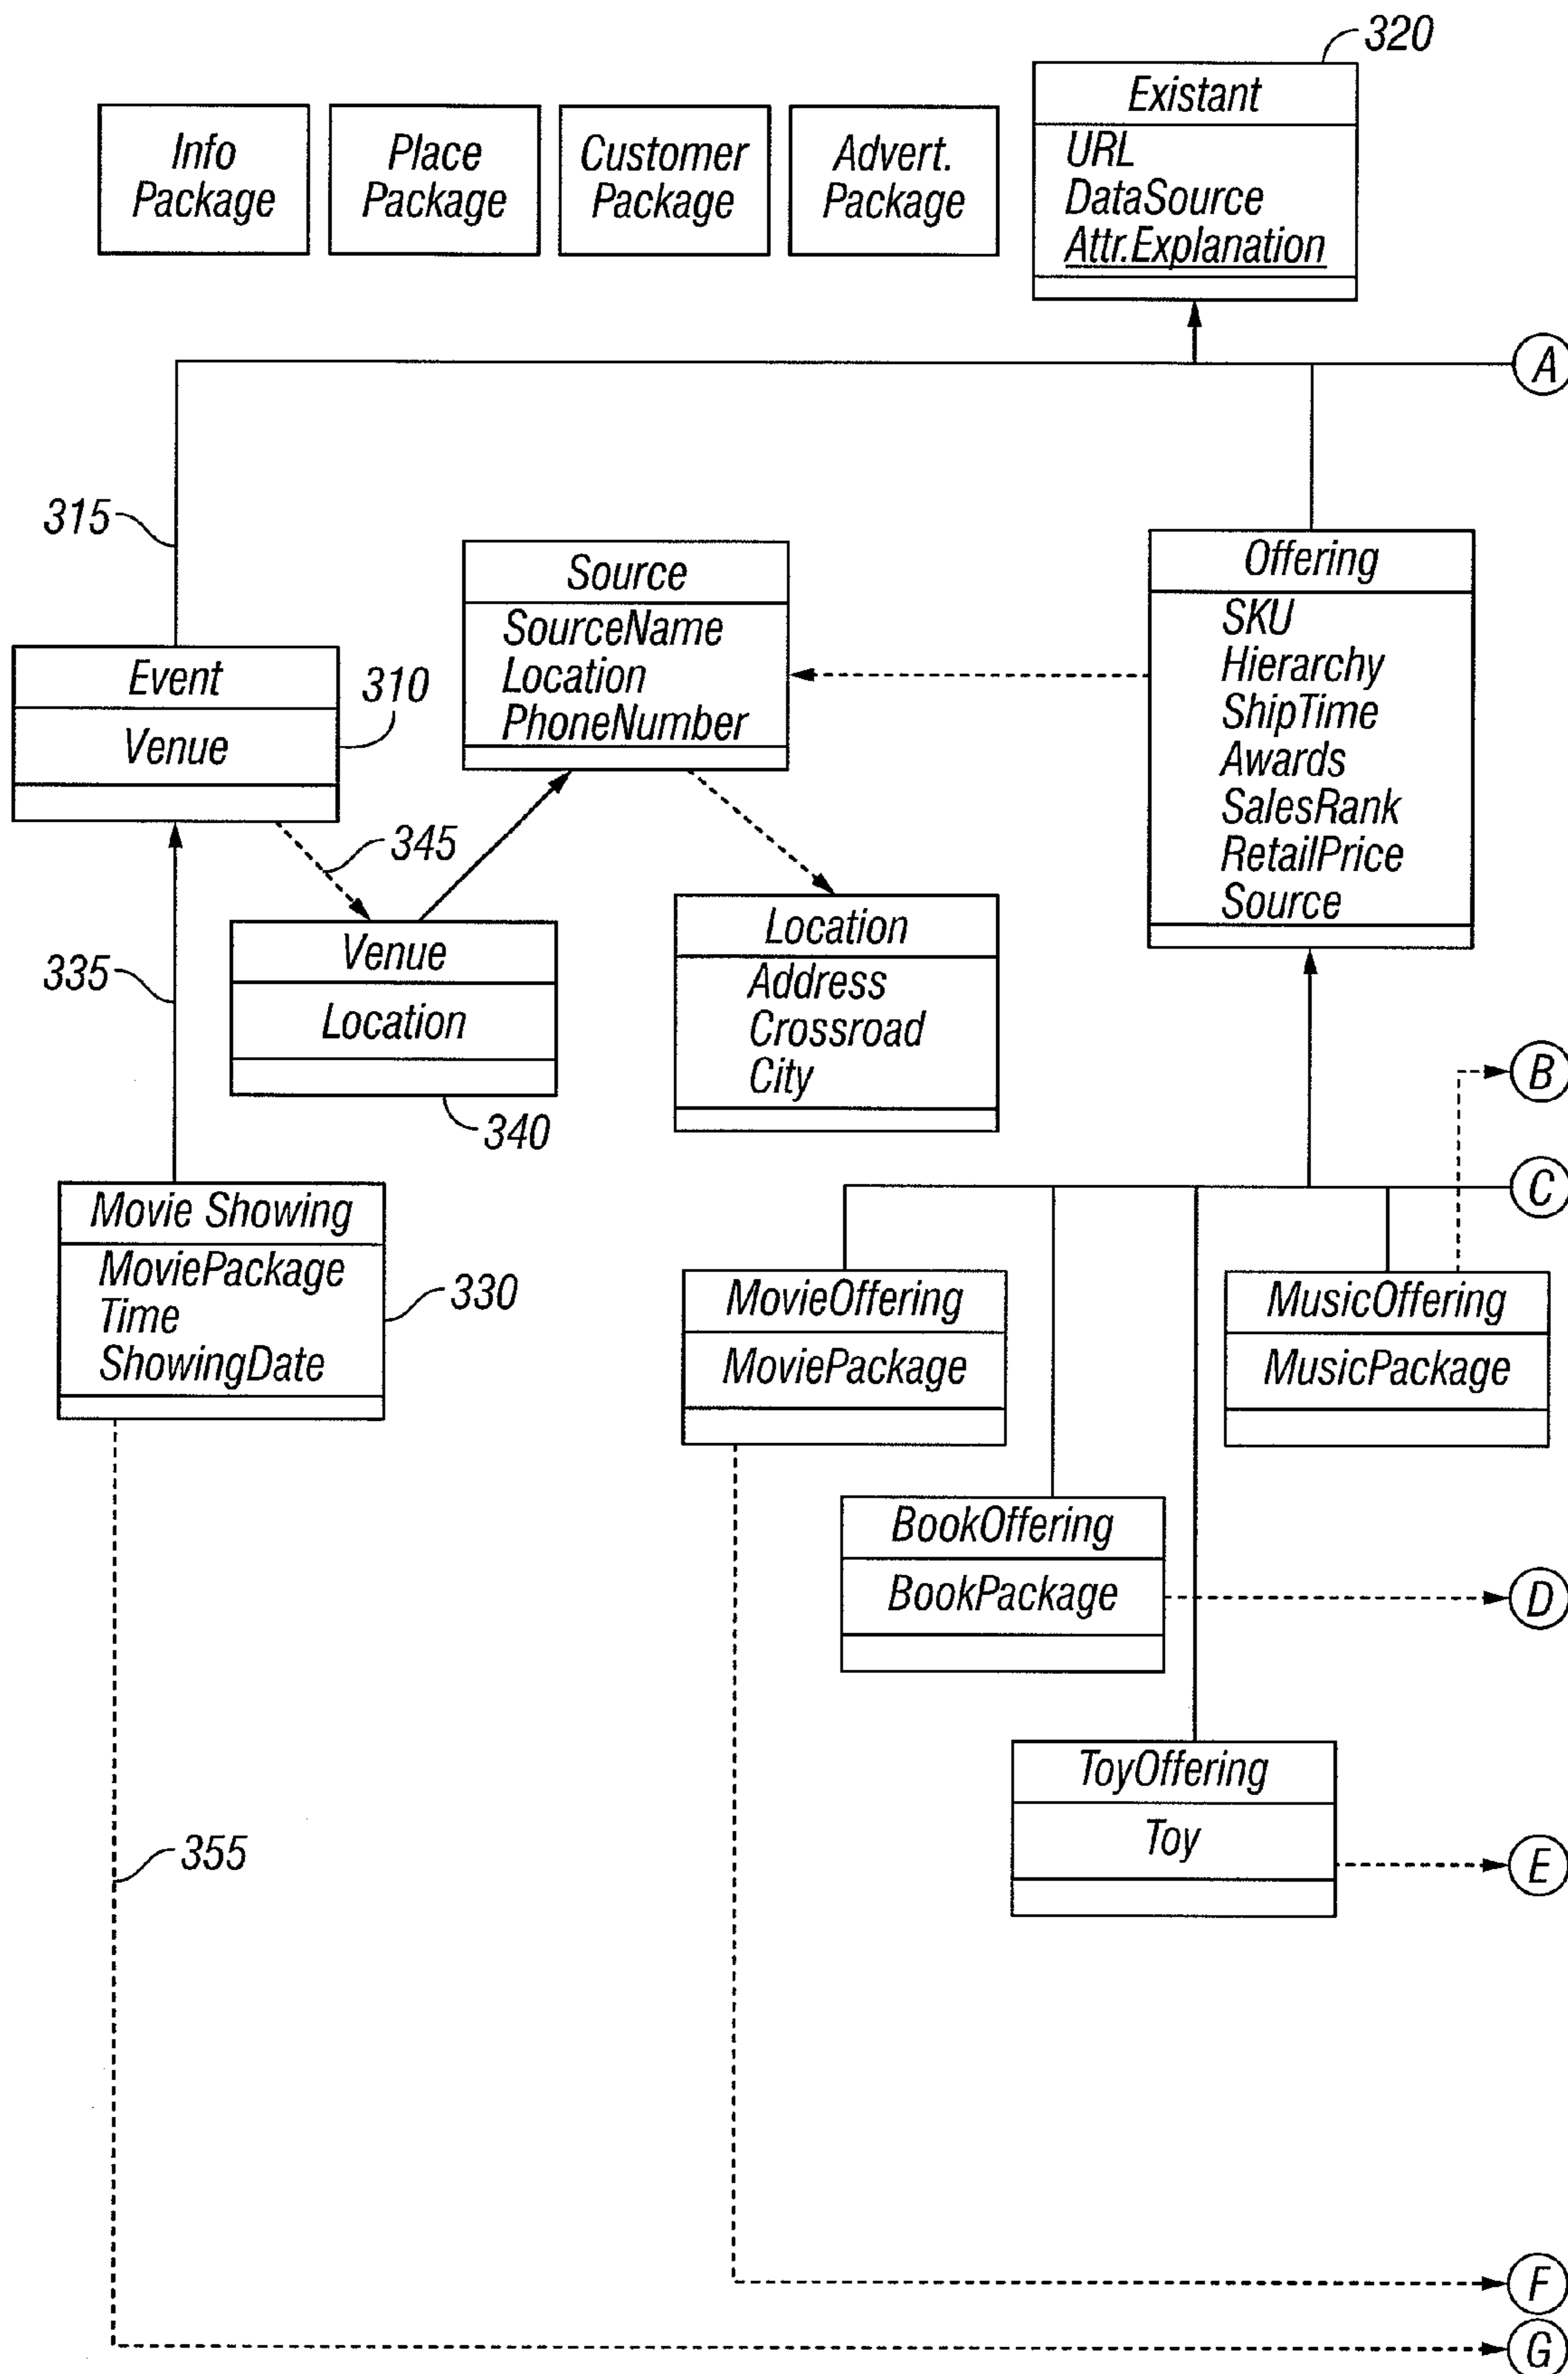 320
Existant
URL
DataSource
Attr.Explanation
Info
Package
Place
Package
Customer
Package
Advert.
Package
A
315
Source
SourceName
Location
PhoneNumber
Offering
SKU
Hierarchy
ShipTime
Awards
SalesRank
RetailPrice
Source
Event
Venue
310
345
335
Venue
Location
340
Location
Address
Crossroad
City
B
C
Movie Showing
MoviePackage
Time
ShowingDate
330
MovieOffering
MoviePackage
MusicOffering
MusicPackage
BookOffering
BookPackage
D
ToyOffering
Toy
E
355
F
G